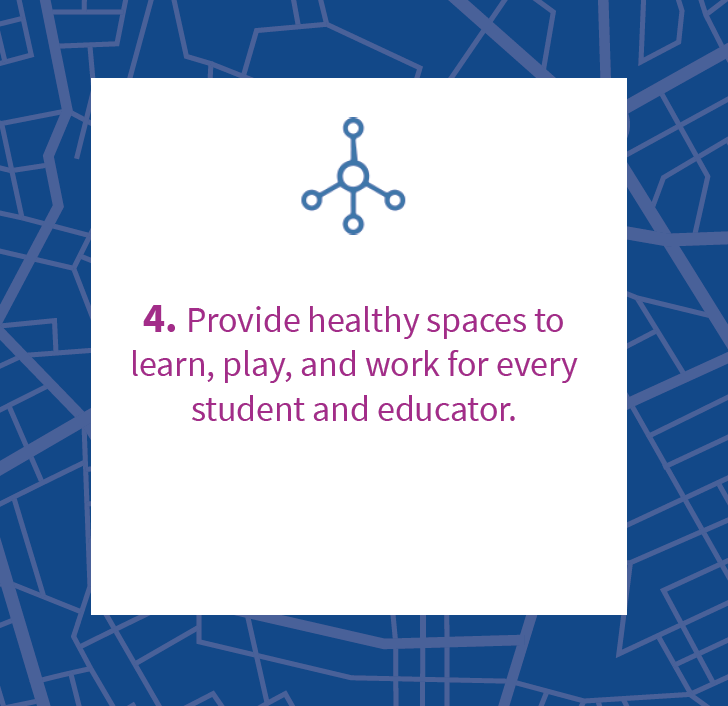 4. Provide healthy spaces to
learn, play, and work for every
student and educator.